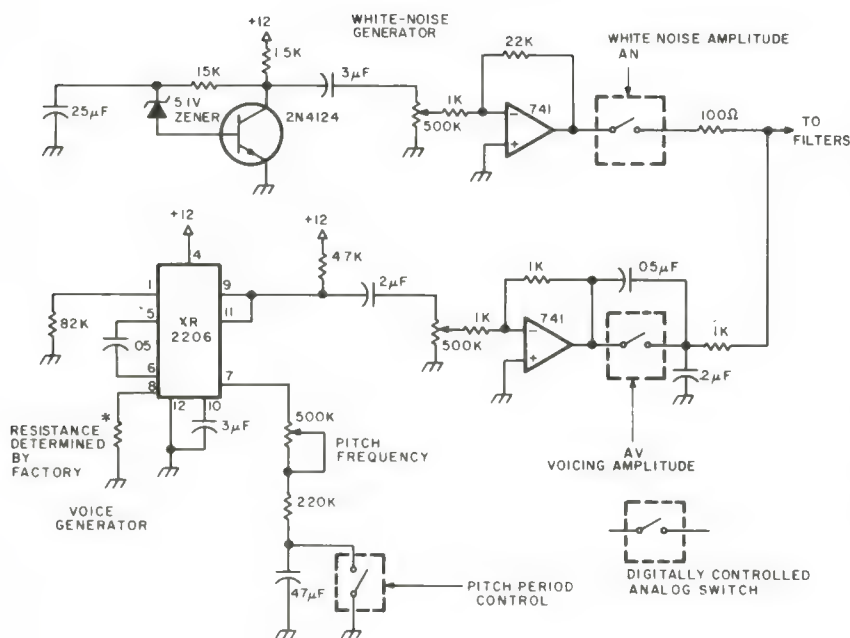 WHITE-NOISE
GENERATOR
+12
15K
1.5K
3µF
25µF
51V
ZENER
2N4124
500K
1K
22K
741
-
+
WHITE NOISE AMPLITUDE
AN
100Ω
TO
FILTERS
+12
4
1
5
6
8
9
11
7
12
10
XR
2206
82K
05
3µF
*
RESISTANCE
DETERMINED
BY
FACTORY
VOICE
GENERATOR
+12
47K
2µF
500K
1K
1K
741
-
+
05µF
1K
2µF
AV
VOICING AMPLITUDE
500K
PITCH
FREQUENCY
220K
47µF
PITCH PERIOD
CONTROL
DIGITALLY CONTROLLED
ANALOG SWITCH